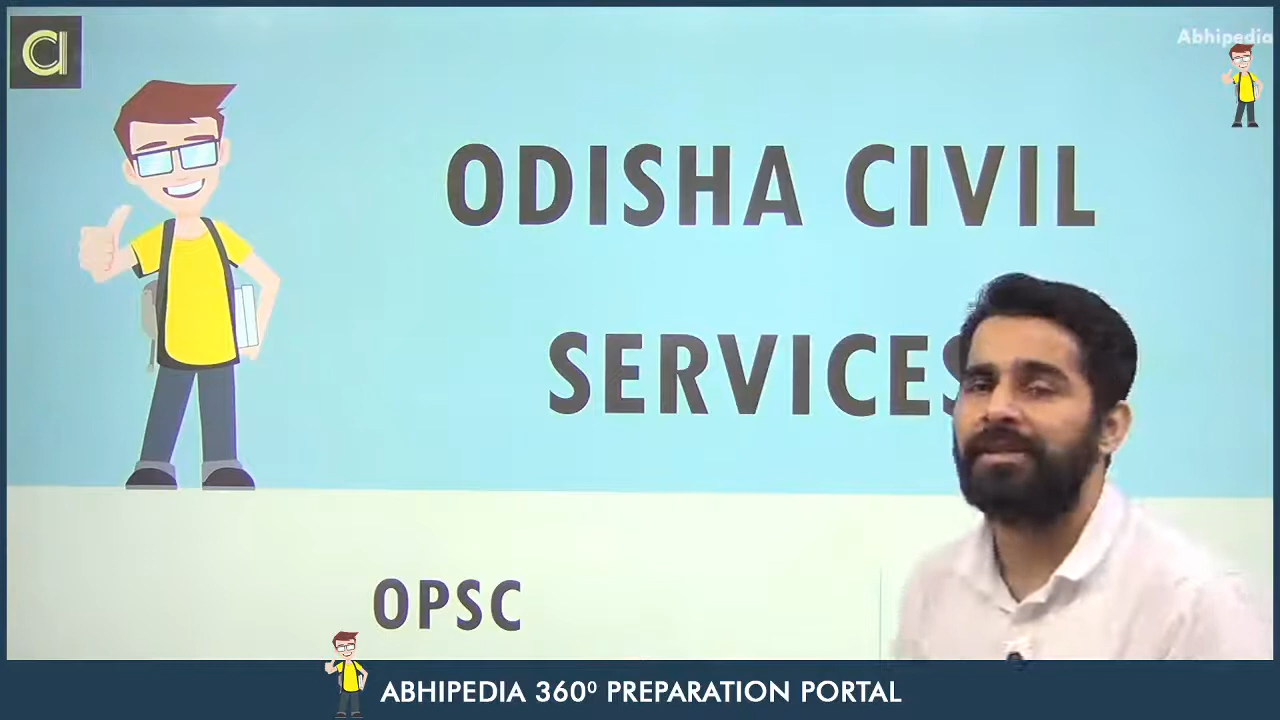 Abhipedia
ODISHA CIVIL
SERVICES
OPSC
ABHIPEDIA 360⁰ PREPARATION PORTAL